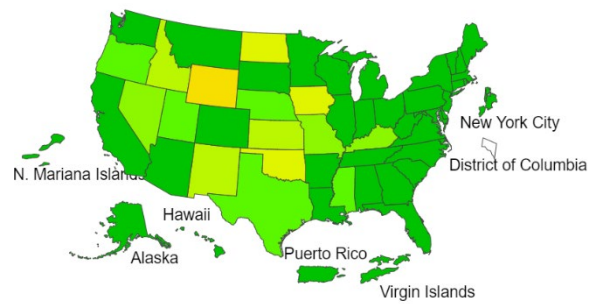 New York City
District of Columbia
N. Mariana Islands
Hawaii
Alaska
Puerto Rico
Virgin Islands